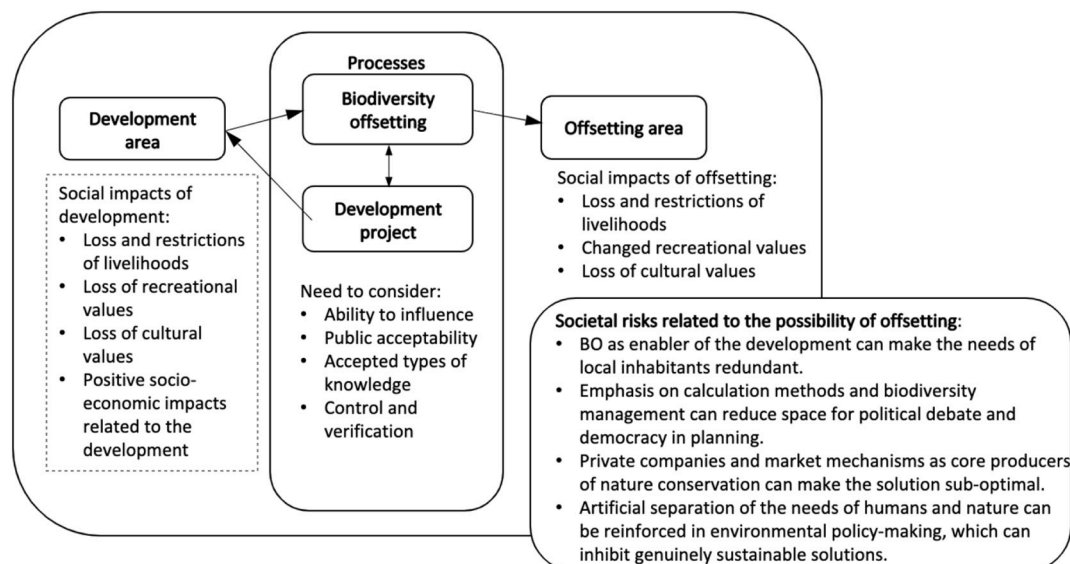 Processes
Development
area
Biodiversity
offsetting
Offsetting area
Development
project
Social impacts of
development:
• Loss and restrictions
of livelihoods
• Loss of recreational
values
• Loss of cultural
values
• Positive socio-
economic impacts
related to the
development
Need to consider:
• Ability to influence
• Public acceptability
• Accepted types of
knowledge
• Control and
verification
Social impacts of offsetting:
• Loss and restrictions of
livelihoods
• Changed recreational values
• Loss of cultural values
Societal risks related to the possibility of offsetting:
• BO as enabler of the development can make the needs of
local inhabitants redundant.
• Emphasis on calculation methods and biodiversity
management can reduce space for political debate and
democracy in planning.
• Private companies and market mechanisms as core producers
of nature conservation can make the solution sub-optimal.
• Artificial separation of the needs of humans and nature can
be reinforced in environmental policy-making, which can
inhibit genuinely sustainable solutions.